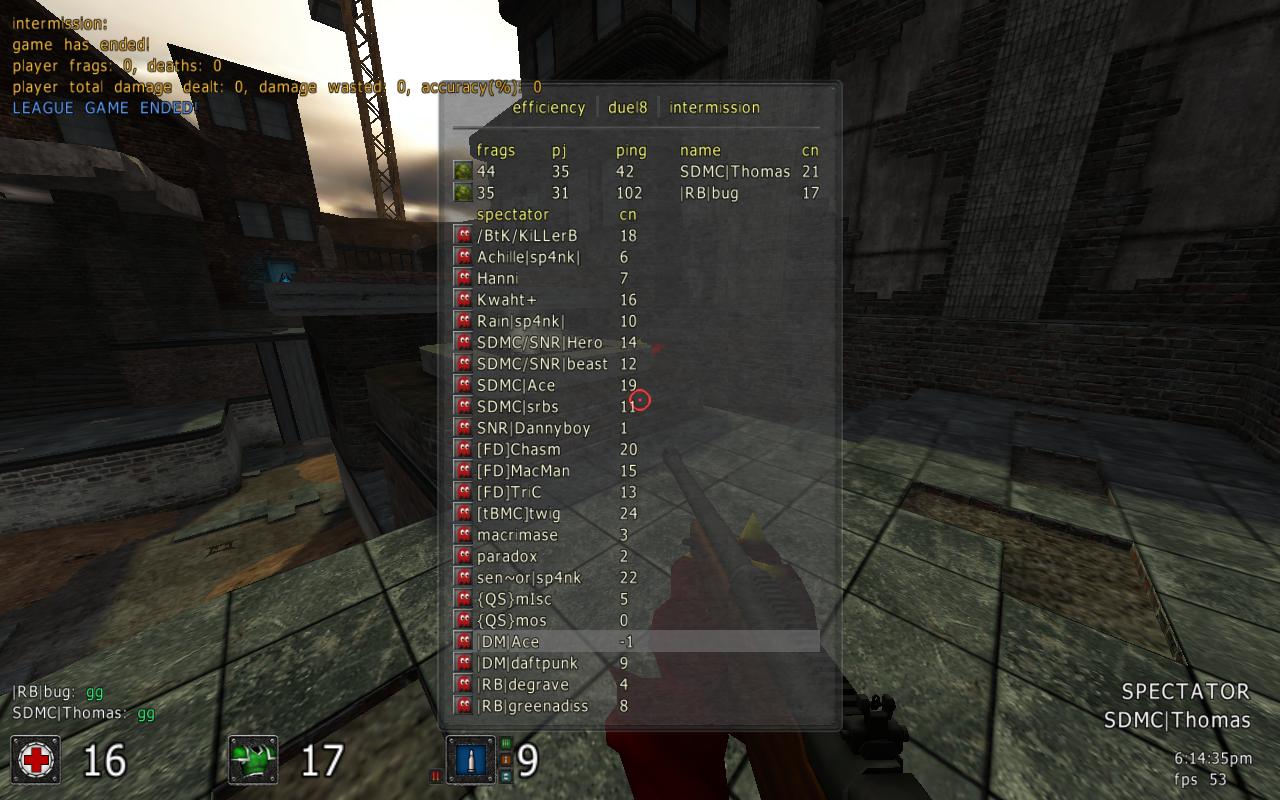 intermission:
game has ended!
player frags: 0, deaths: 0
player total damage dealt: 0, damage wasted: 0, accuracy(%): 0
LEAGUE GAME ENDED!
efficiency duel8 intermission
frags pj ping name cn
44 35 42 SDMC|Thomas 21
35 31 102 |RB|bug 17
spectator cn
/BtK/KiLLerB 18
Achille|sp4nk| 6
Hanni 7
Kwaht+ 16
Rain|sp4nk| 10
SDMC/SNR|Hero 14
SDMC/SNR|beast 12
SDMC|Ace 19
SDMC|srbs 11
SNR|Dannyboy 1
[FD]Chasm 20
[FD]MacMan 15
[FD]TriC 13
[tBMC]twig 24
macrimase 3
paradox 2
sen~or|sp4nk 22
{QS}mIsc 5
{QS}mos 0
|DM|Ace -1
|DM|daftpunk 9
|RB|degrave 4
|RB|greenadiss 8
|RB|bug: gg
SDMC|Thomas: gg
SPECTATOR
SDMC|Thomas
16 17 9
6:14:35pm
fps 53